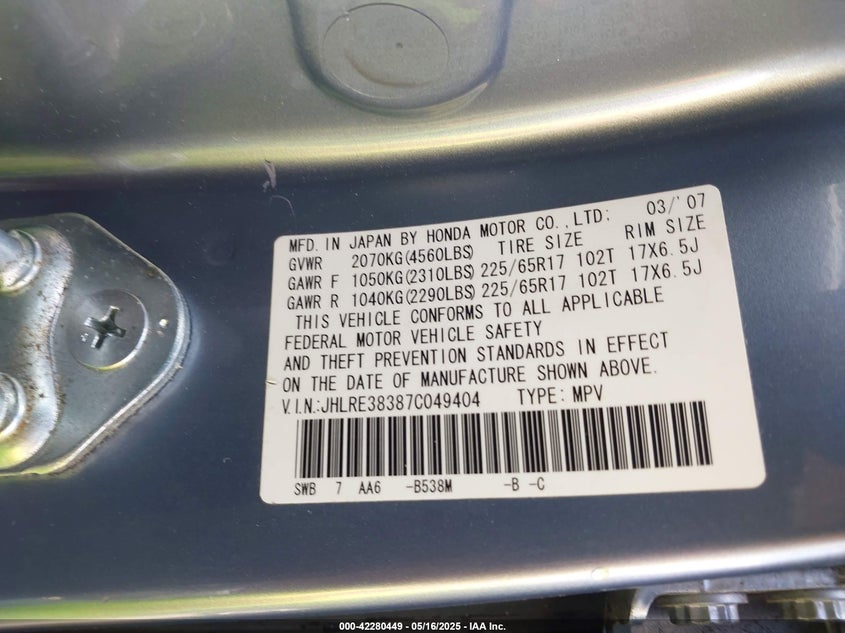 MFD. IN JAPAN BY HONDA MOTOR CO.,LTD: 03/'07
GVWR 2070KG(4560LBS) TIRE SIZE RIM SIZE
GAWR F 1050KG(2310LBS) 225/65R17 102T 17X6.5J
GAWR R 1040KG(2290LBS) 225/65R17 102T 17X6.5J
THIS VEHICLE CONFORMS TO ALL APPLICABLE
FEDERAL MOTOR VEHICLE SAFETY
AND THEFT PREVENTION STANDARDS IN EFFECT
ON THE DATE OF MANUFACTURE SHOWN ABOVE.
V.I.N.:JHLRE38387C049404 TYPE: MPV
SWB 7 AA6 -B538M -B -C
000-42280449 - 05/16/2025 - IAA Inc.